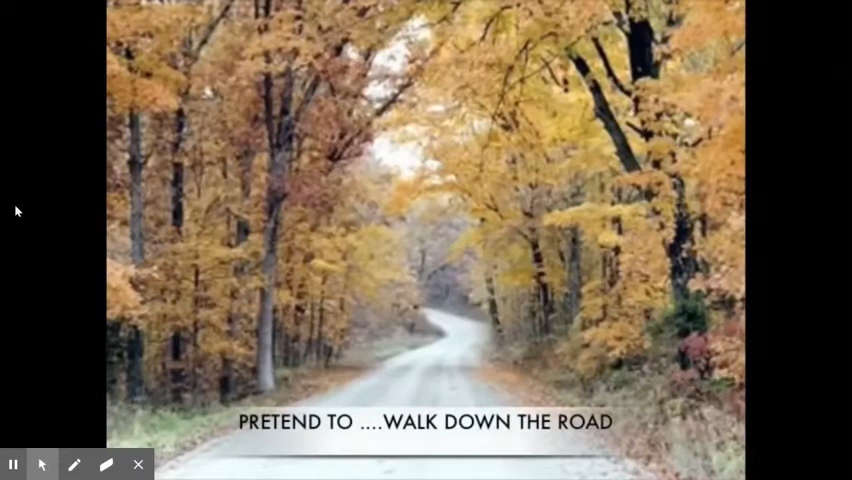 PRETEND TO ....WALK DOWN THE ROAD